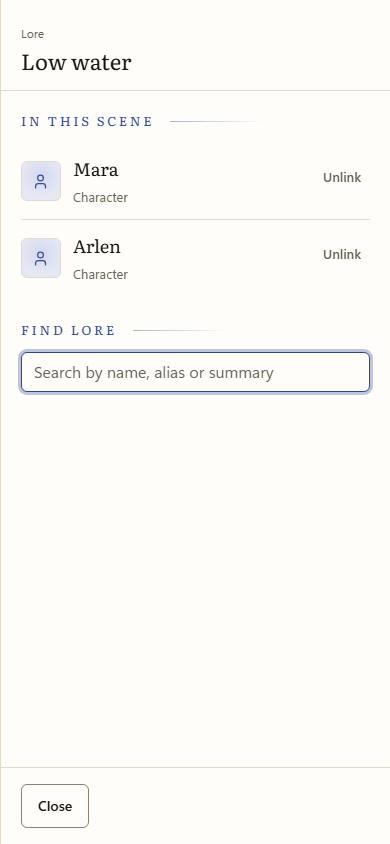 Lore
Low water
IN THIS SCENE
Mara
Character
Unlink
Arlen
Character
Unlink
FIND LORE
Search by name, alias or summary
Close